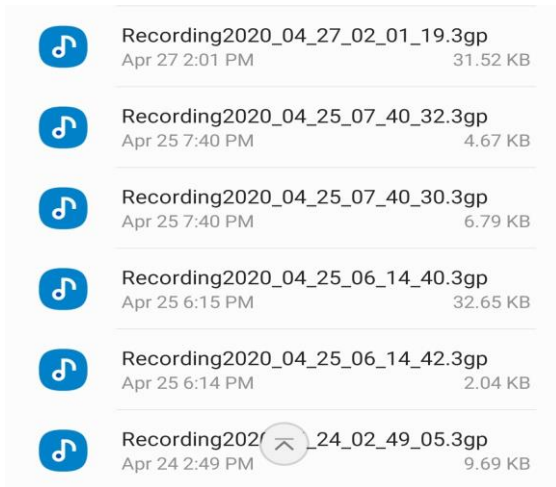 Recording2020_04_27_02_01_19.3gp
Apr 27 2:01 PM 31.52 KB
Recording2020_04_25_07_40_32.3gp
Apr 25 7:40 PM 4.67 KB
Recording2020_04_25_07_40_30.3gp
Apr 25 7:40 PM 6.79 KB
Recording2020_04_25_06_14_40.3gp
Apr 25 6:15 PM 32.65 KB
Recording2020_04_25_06_14_42.3gp
Apr 25 6:14 PM 2.04 KB
_24_02_49_05.3gp
Apr 24 2:49 PM 9.69 KB